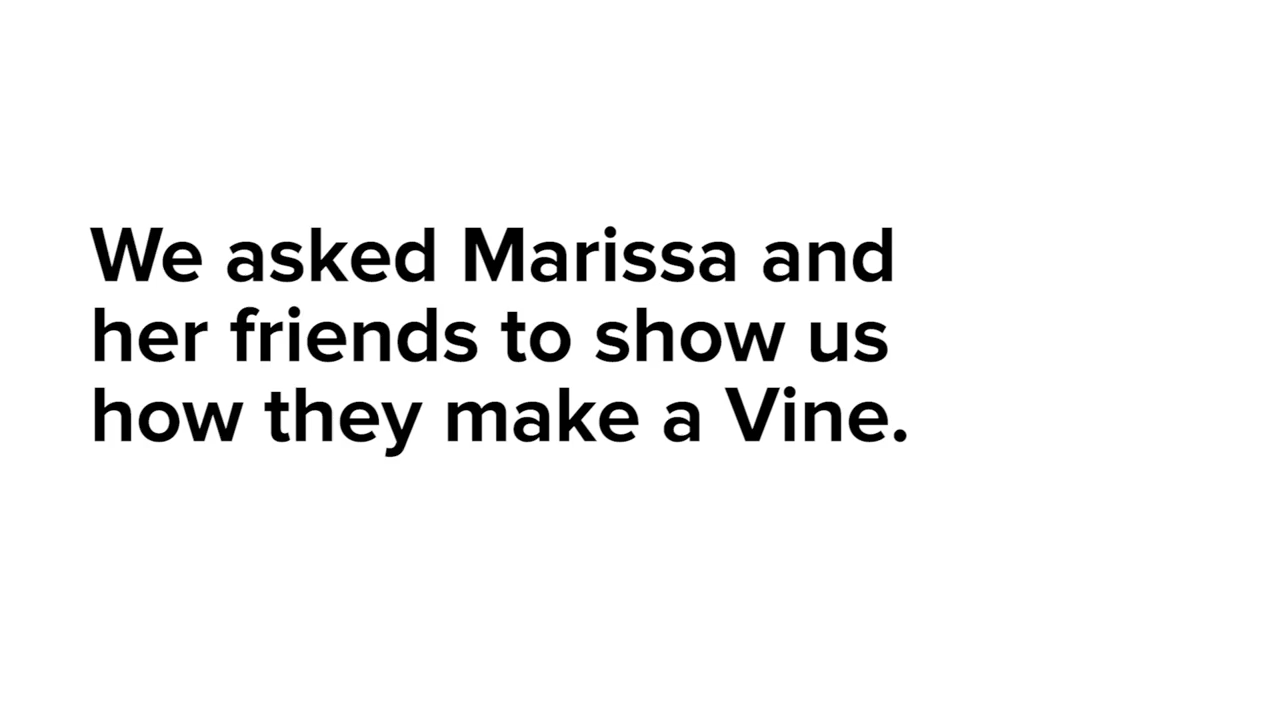 We asked Marissa and
her friends to show us
how they make a Vine.